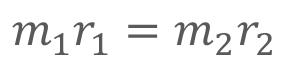 m₁r₁ = m₂r₂